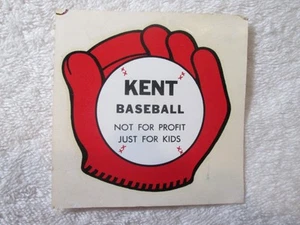 KENT
BASEBALL
NOT FOR PROFIT
JUST FOR KIDS